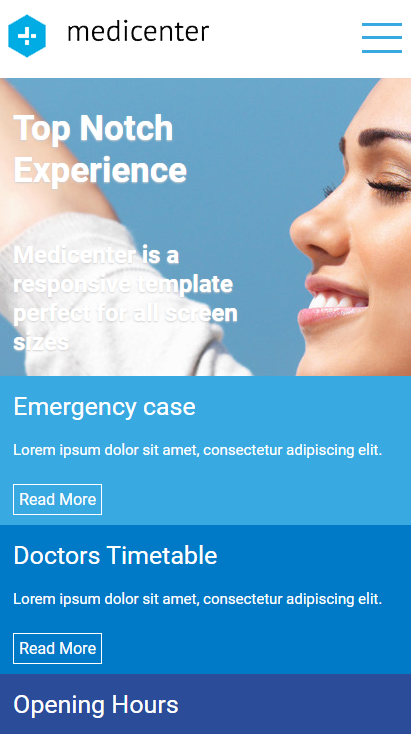 medicenter
Top Notch
Experience
Medicenter is a
responsive template
perfect for all screen
sizes
Emergency case
Lorem ipsum dolor sit amet, consectetur adipiscing elit.
Read More
Doctors Timetable
Lorem ipsum dolor sit amet, consectetur adipiscing elit.
Read More
Opening Hours